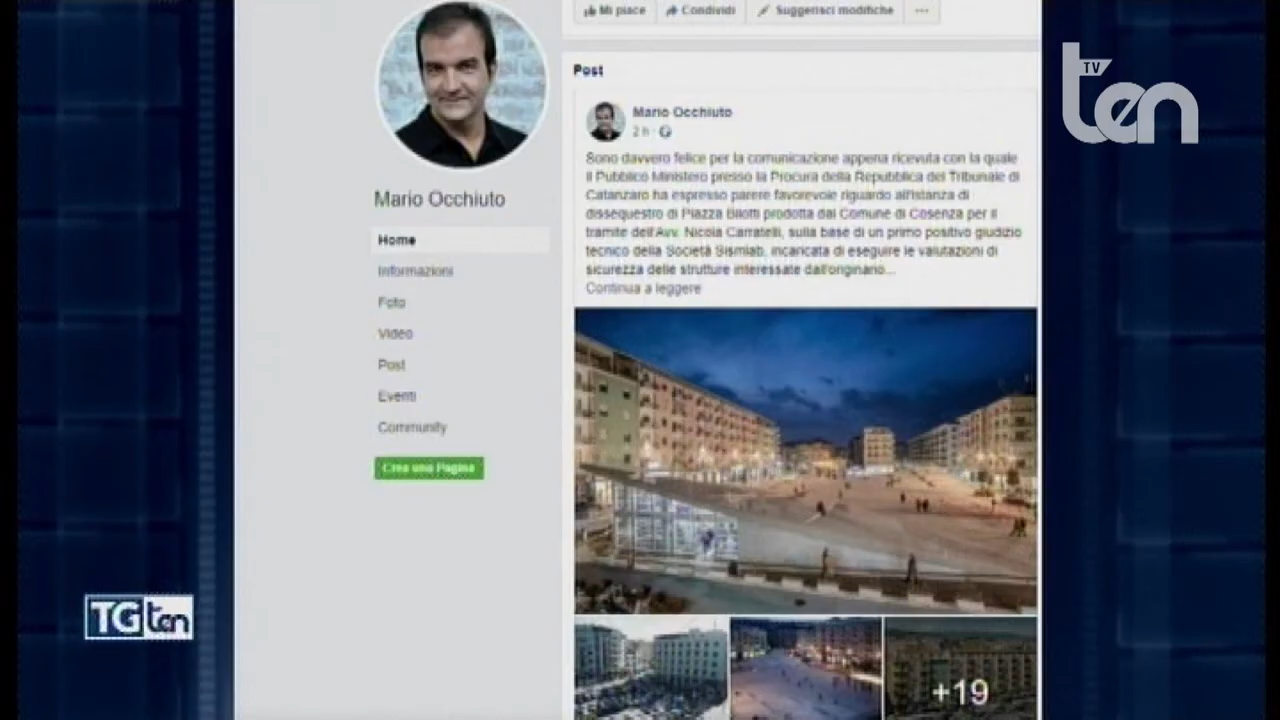 Mi piace
Condividi
Suggerisci modifiche
TV
ten
Post
Mario Occhiuto
2 h
Sono davvero felice per la comunicazione appena ricevuta con la quale
il Pubblico Ministero presso la Procura della Repubblica del Tribunale di
Catanzaro ha espresso parere favorevole riguardo all'istanza di
dissequestro di Piazza Bilotti prodotta dal Comune di Cosenza per il
tramite dell'Avv. Nicola Carratelli, sulla base di un primo positivo giudizio
tecnico della Società Sismlab, incaricata di eseguire le valutazioni di
sicurezza delle strutture interessate dall'originario...
Continua a leggere
Mario Occhiuto
Home
Informazioni
Foto
Video
Post
Eventi
Community
Crea una Pagina
+19
TG ten